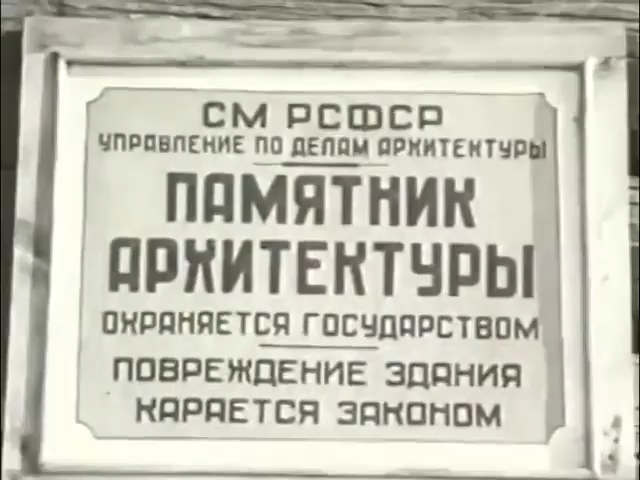 СМ РСФСР
УПРАВЛЕНИЕ ПО ДЕЛАМ АРХИТЕКТУРЫ
ПАМЯТНИК
АРХИТЕКТУРЫ
ОХРАНЯЕТСЯ ГОСУДАРСТВОМ
ПОВРЕЖДЕНИЕ ЗДАНИЯ
КАРАЕТСЯ ЗАКОНОМ